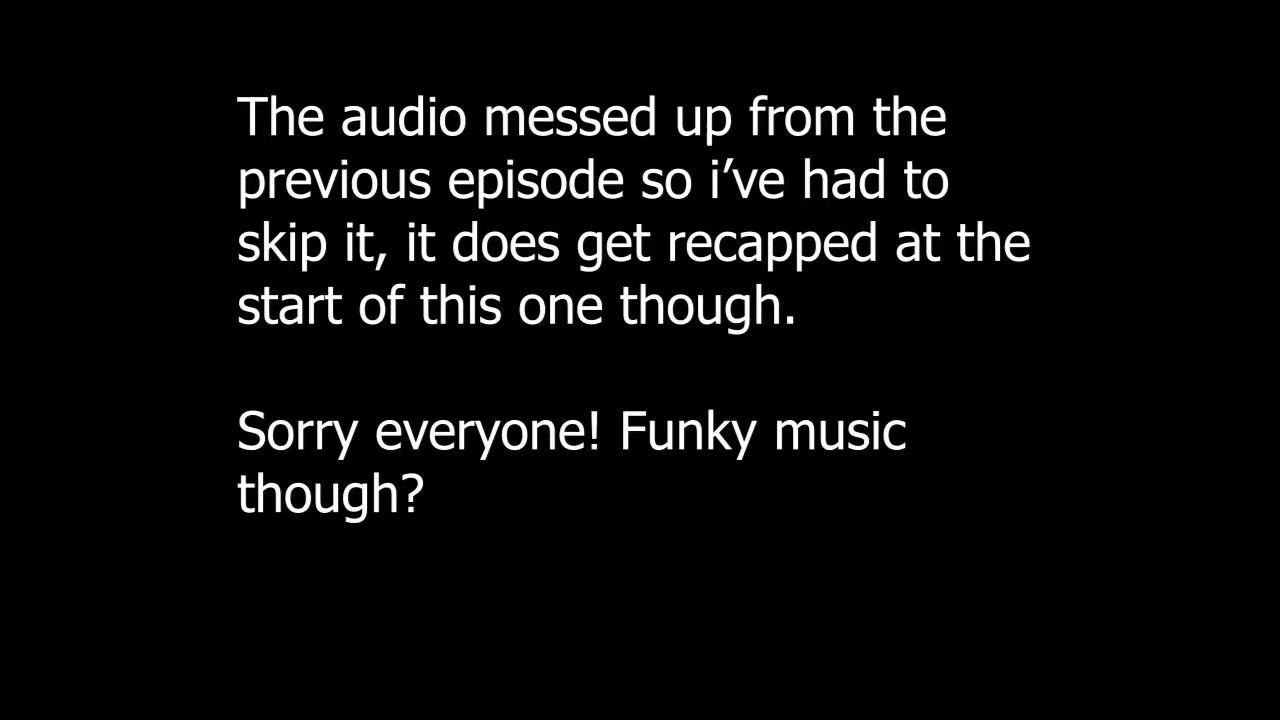 The audio messed up from the
previous episode so i’ve had to
skip it, it does get recapped at the
start of this one though.
Sorry everyone! Funky music
though?